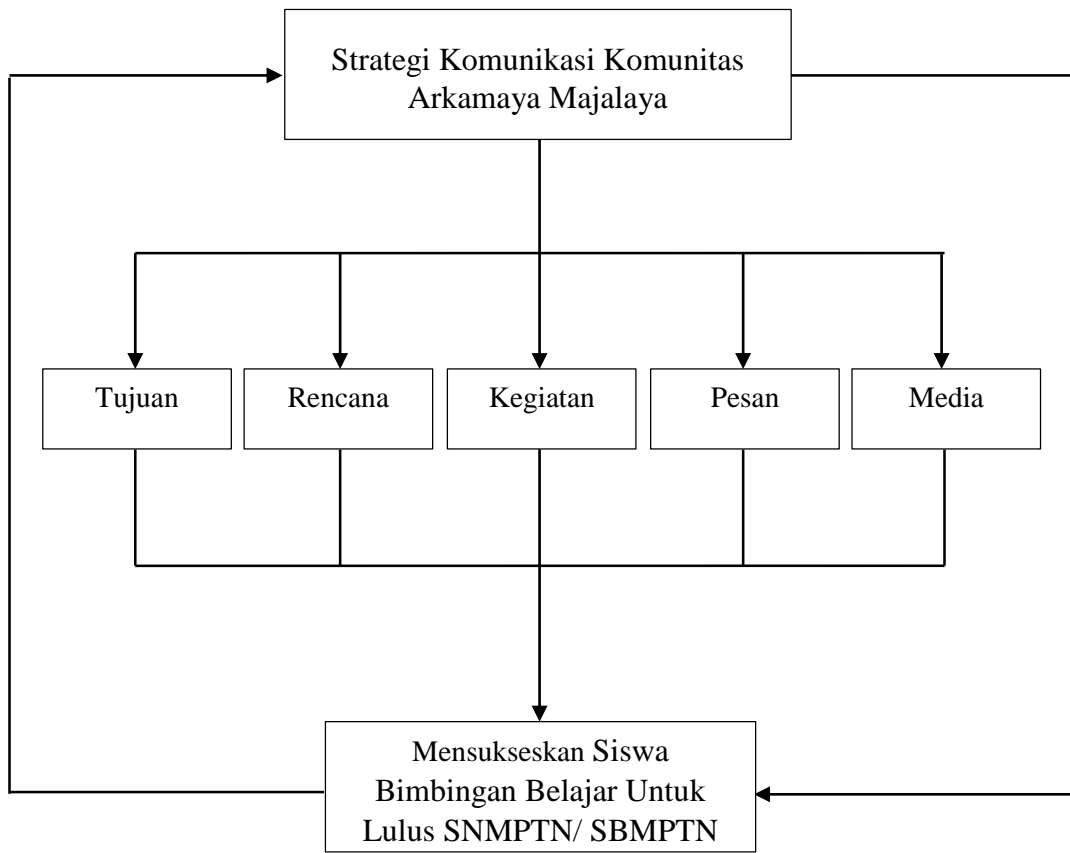 Strategi Komunikasi Komunitas
Arkamaya Majalaya
Tujuan
Rencana
Kegiatan
Pesan
Media
Mensukseskan Siswa
Bimbingan Belajar Untuk
Lulus SNMPTN/ SBMPTN